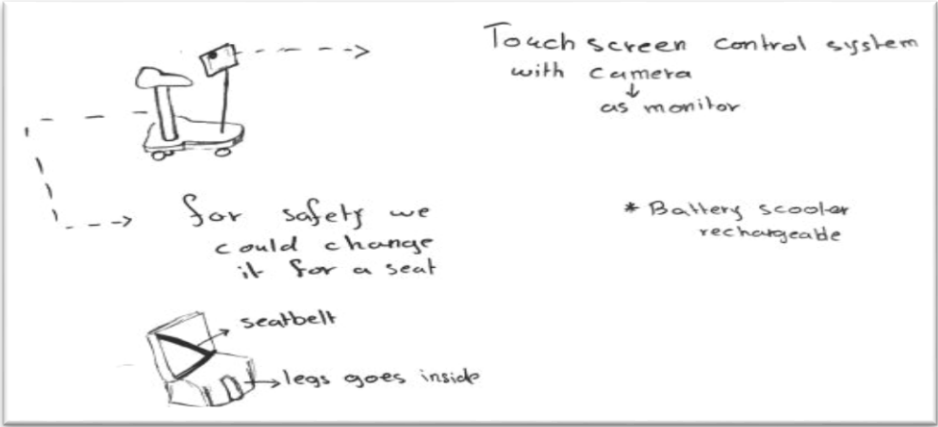 Touch screen control system
with camera
as monitor
for safety we
could change
it for a seat
* Battery scooter
rechargeable
seatbelt
legs goes inside